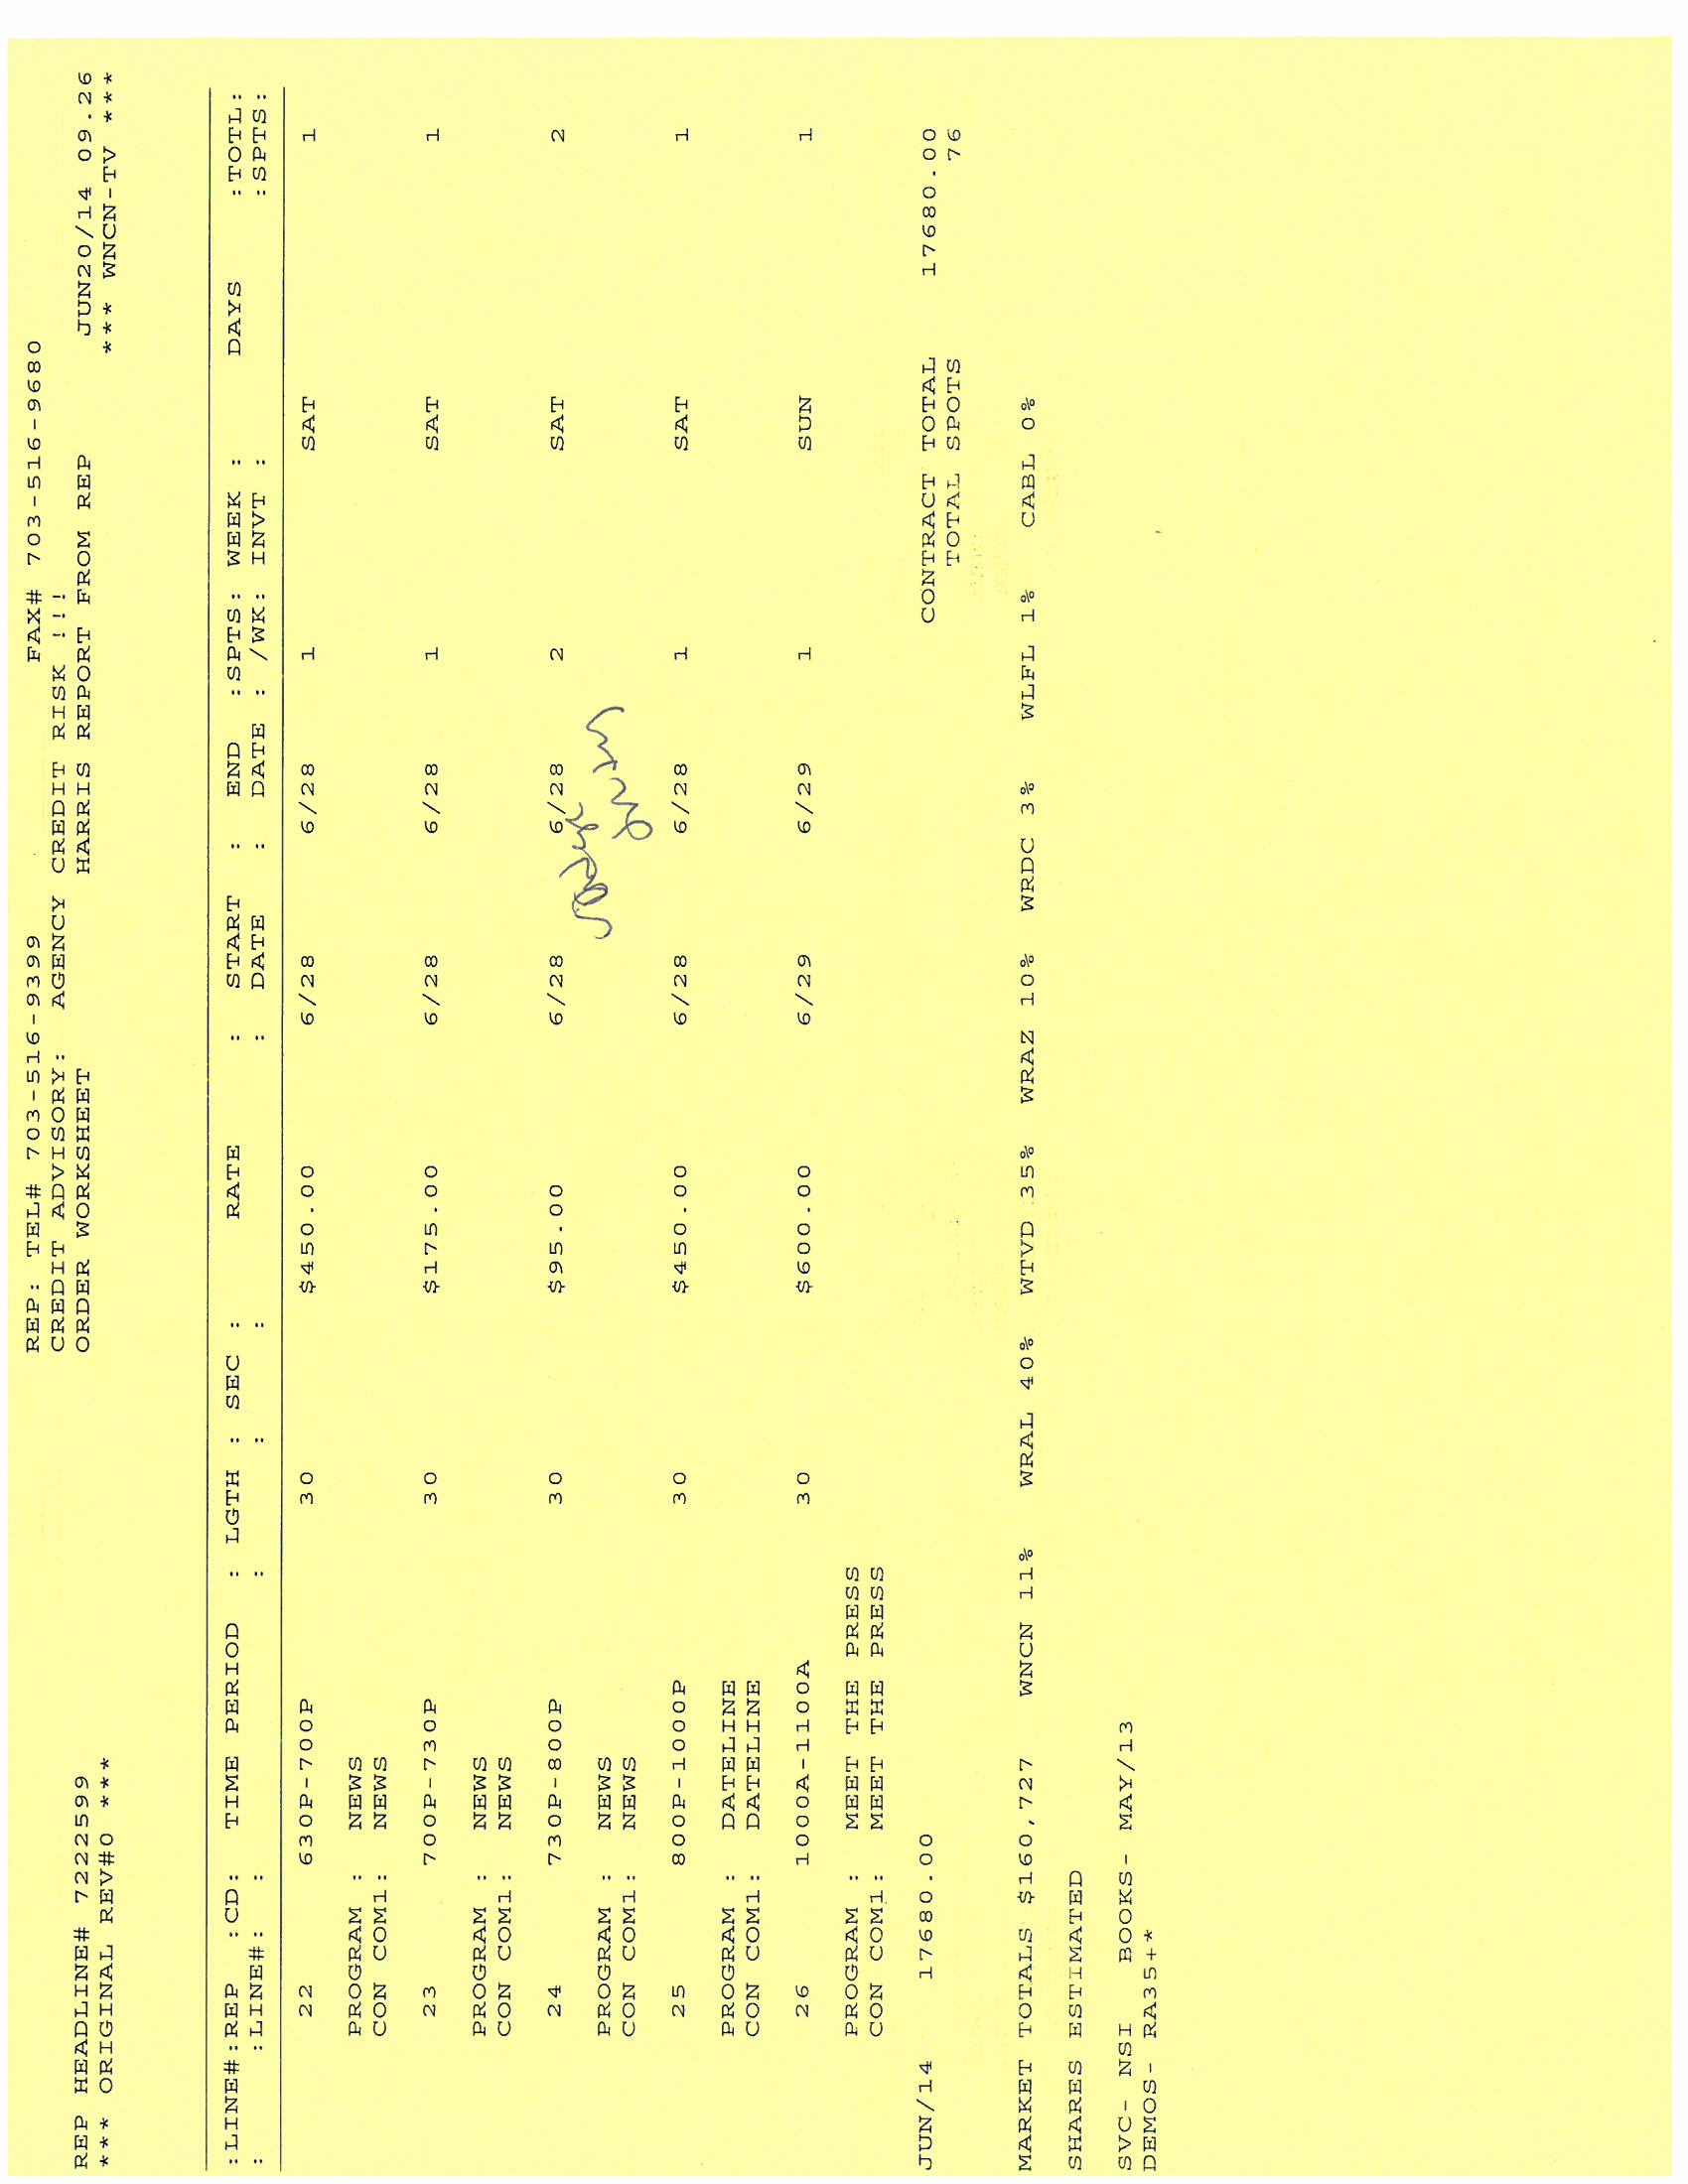 REP: TEL# 703-516-9399 FAX# 703-516-9680
CREDIT ADVISORY: AGENCY CREDIT RISK !!!
REP HEADLINE# 7222599 ORDER WORKSHEET HARRIS REPORT FROM REP JUN20/14 09.26
*** ORIGINAL REV#0 *** *** WNCN-TV ***
:LINE#:REP :CD: TIME PERIOD : LGTH : SEC : RATE : START : END :SPTS: WEEK : DAYS :TOTL:
: :LINE#: : : : : DATE : DATE : /WK: INVT : :SPTS:
22 630P-700P 30 $450.00 6/28 6/28 1 SAT 1
PROGRAM : NEWS
CON COM1: NEWS
23 700P-730P 30 $175.00 6/28 6/28 1 SAT 1
PROGRAM : NEWS
CON COM1: NEWS
24 730P-800P 30 $95.00 6/28 6/28 2 SAT 2
PROGRAM : NEWS
CON COM1: NEWS
25 800P-1000P 30 $450.00 6/28 6/28 1 SAT 1
PROGRAM : DATELINE
CON COM1: DATELINE
26 1000A-1100A 30 $600.00 6/29 6/29 1 SUN 1
PROGRAM : MEET THE PRESS
CON COM1: MEET THE PRESS
JUN/14 17680.00 CONTRACT TOTAL 17680.00
TOTAL SPOTS 76
MARKET TOTALS $160,727 WNCN 11% WRAL 40% WTVD 35% WRAZ 10% WRDC 3% WLFL 1% CABL 0%
SHARES ESTIMATED
SVC- NSI BOOKS- MAY/13
DEMOS- RA35+*